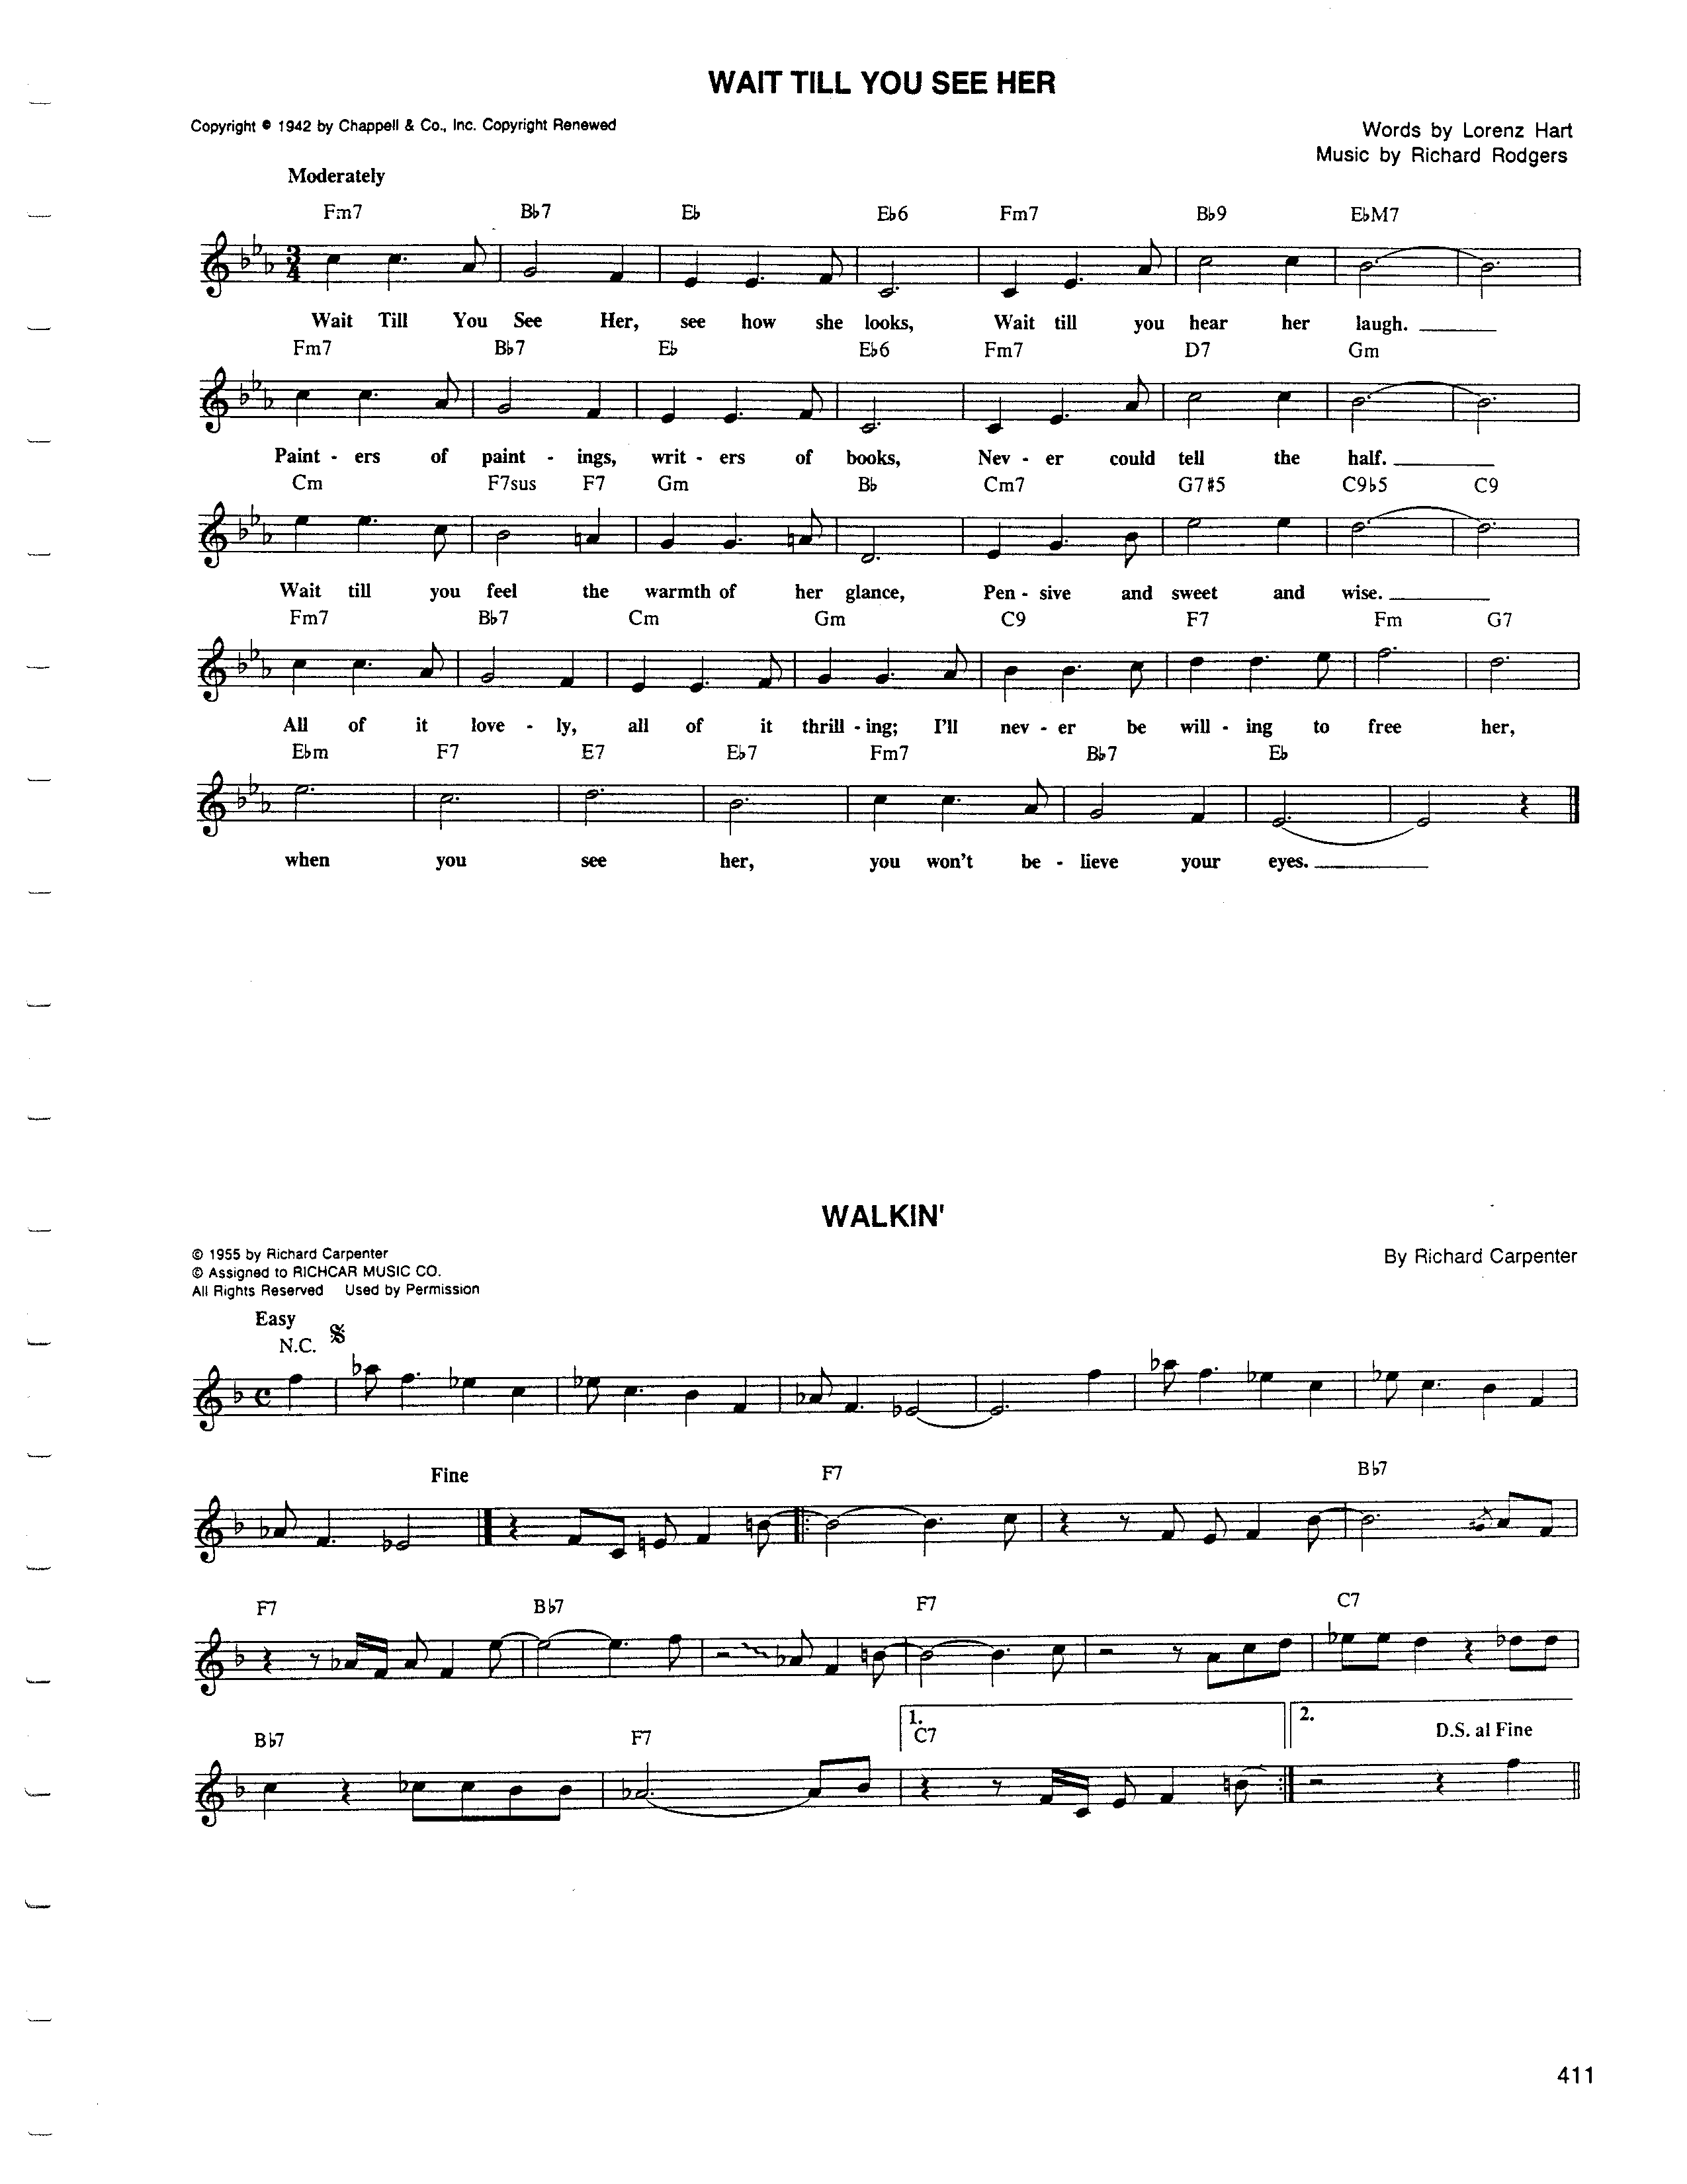 WAIT TILL YOU SEE HER
Copyright © 1942 by Chappell & Co., Inc. Copyright Renewed
Words by Lorenz Hart
Music by Richard Rodgers
Moderately
Fm7 B♭7 E♭ E♭6 Fm7 B♭9 E♭M7
3/4
Wait Till You See Her, see how she looks, Wait till you hear her laugh.
Fm7 B♭7 E♭ E♭6 Fm7 D7 Gm
Paint - ers of paint - ings, writ - ers of books, Nev - er could tell the half.
Cm F7sus F7 Gm B♭ Cm7 G7♯5 C9♭5 C9
Wait till you feel the warmth of her glance, Pen - sive and sweet and wise.
Fm7 B♭7 Cm Gm C9 F7 Fm G7
All of it love - ly, all of it thrill - ing; I'll nev - er be will - ing to free her,
E♭m F7 E7 E♭7 Fm7 B♭7 E♭
when you see her, you won't be - lieve your eyes.
WALKIN'
© 1955 by Richard Carpenter
© Assigned to RICHCAR MUSIC CO.
All Rights Reserved Used by Permission
By Richard Carpenter
Easy
N.C.
Fine F7 B♭7
F7 B♭7 F7 C7
B♭7 F7 1. C7 2. D.S. al Fine
411